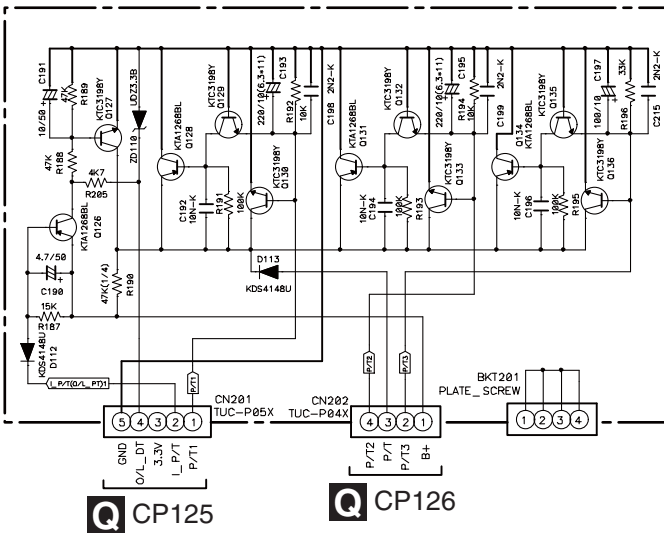 C191
10/50
47K
R189
KTC3198Y
Q127
UDZ3.3B
ZD110
47K
R188
4K7
R205
KTA1268BL
Q126
4.7/50
C190
15K
R187
KDS4148U
D112
47K(1/4)
R190
KTA1268BL
Q128
KTC3198Y
Q129
C192
10N-K
R191
100K
KTC3198Y
Q130
220/10(6.3*11)
C193
R192
10K
C198
2N2-K
D113
KDS4148U
KTA1268BL
Q131
KTC3198Y
Q132
10N-K
C194
100K
R193
Q133
220/10(6.3*11)
C195
R194
10K
C199
2N2-K
Q134
KTA1268BL
KTC3198Y
Q135
10N-K
C196
100K
R195
KTC3198Y
Q136
100/10
C197
33K
R196
C215
2N2-K
I_P/T(O/L_PT)1
P/T1
P/T2
P/T3
CN201
TUC-P05X
5 4 3 2 1
GND
O/L_DT
3.3V
I_P/T
P/T1
CN202
TUC-P04X
4 3 2 1
P/T2
P/T
P/T3
B+
BKT201
PLATE_SCREW
1 2 3 4
Q CP125
Q CP126